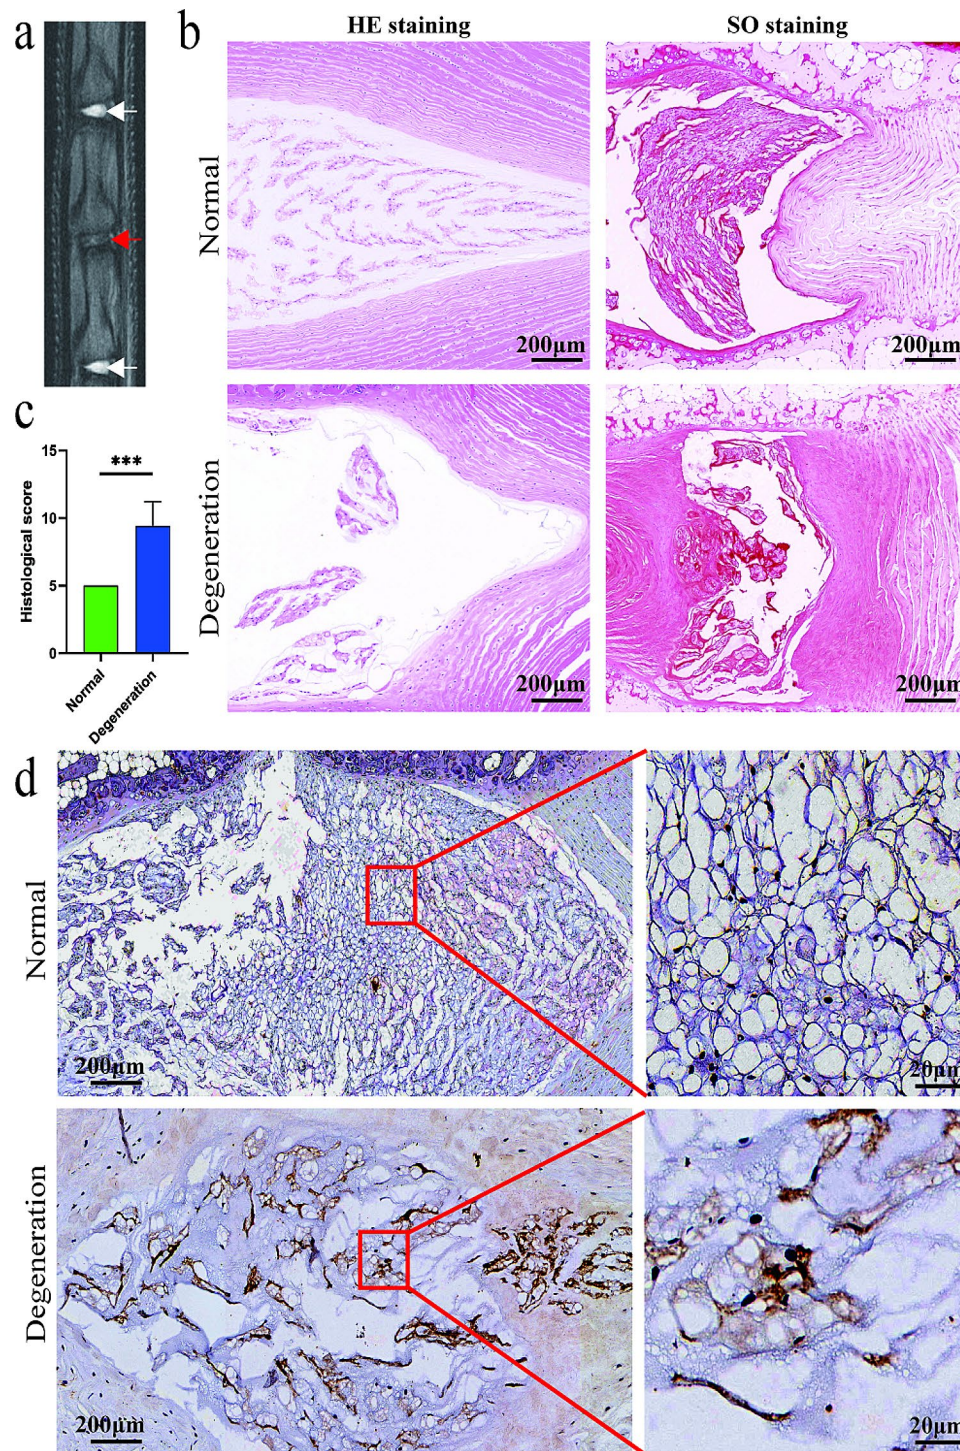 a
b
HE staining
SO staining
Normal
200μm
200μm
Degeneration
200μm
200μm
c
Histological score
15
10
5
0
***
Normal
Degeneration
d
Normal
200μm
20μm
Degeneration
200μm
20μm